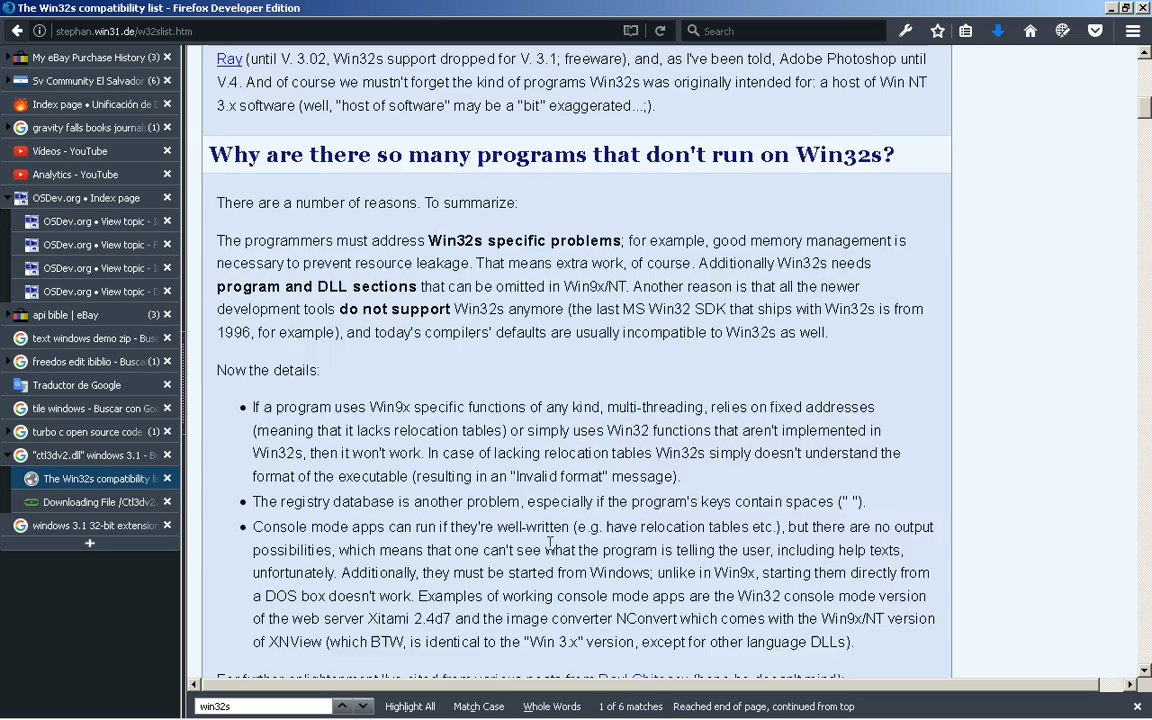 The Win32s compatibility list - Firefox Developer Edition
stephan.win31.de/w32slist.htm
Search
My eBay Purchase History (3)
Sv Community El Salvador
Index page • Unificación de
gravity falls books journal (1)
Vídeos - YouTube
Analytics - YouTube
OSDev.org • Index page
OSDev.org • View topic -
OSDev.org • View topic -
OSDev.org • View topic -
OSDev.org • View topic -
api bible | eBay (3)
text windows demo zip - Bus
freedos edit ibiblio - Busca (1)
Traductor de Google
tile windows - Buscar con Go
turbo c open source code (1)
"ctl3dv2.dll" windows 3.1 - Bu
The Win32s compatibility li
Downloading File /Ctl3dv2
windows 3.1 32-bit extension
Ray (until V. 3.02, Win32s support dropped for V. 3.1; freeware), and, as I've been told, Adobe Photoshop until
V.4. And of course we mustn't forget the kind of programs Win32s was originally intended for: a host of Win NT
3.x software (well, "host of software" may be a "bit" exaggerated...;).
Why are there so many programs that don't run on Win32s?
There are a number of reasons. To summarize:
The programmers must address Win32s specific problems; for example, good memory management is
necessary to prevent resource leakage. That means extra work, of course. Additionally Win32s needs
program and DLL sections that can be omitted in Win9x/NT. Another reason is that all the newer
development tools do not support Win32s anymore (the last MS Win32 SDK that ships with Win32s is from
1996, for example), and today's compilers' defaults are usually incompatible to Win32s as well.
Now the details:
• If a program uses Win9x specific functions of any kind, multi-threading, relies on fixed addresses
(meaning that it lacks relocation tables) or simply uses Win32 functions that aren't implemented in
Win32s, then it won't work. In case of lacking relocation tables Win32s simply doesn't understand the
format of the executable (resulting in an "Invalid format" message).
• The registry database is another problem, especially if the program's keys contain spaces (" ").
• Console mode apps can run if they're well-written (e.g. have relocation tables etc.), but there are no output
possibilities, which means that one can't see what the program is telling the user, including help texts,
unfortunately. Additionally, they must be started from Windows; unlike in Win9x, starting them directly from
a DOS box doesn't work. Examples of working console mode apps are the Win32 console mode version
of the web server Xitami 2.4d7 and the image converter NConvert which comes with the Win9x/NT version
of XNView (which BTW, is identical to the "Win 3.x" version, except for other language DLLs).
win32s
Highlight All
Match Case
Whole Words
1 of 6 matches
Reached end of page, continued from top